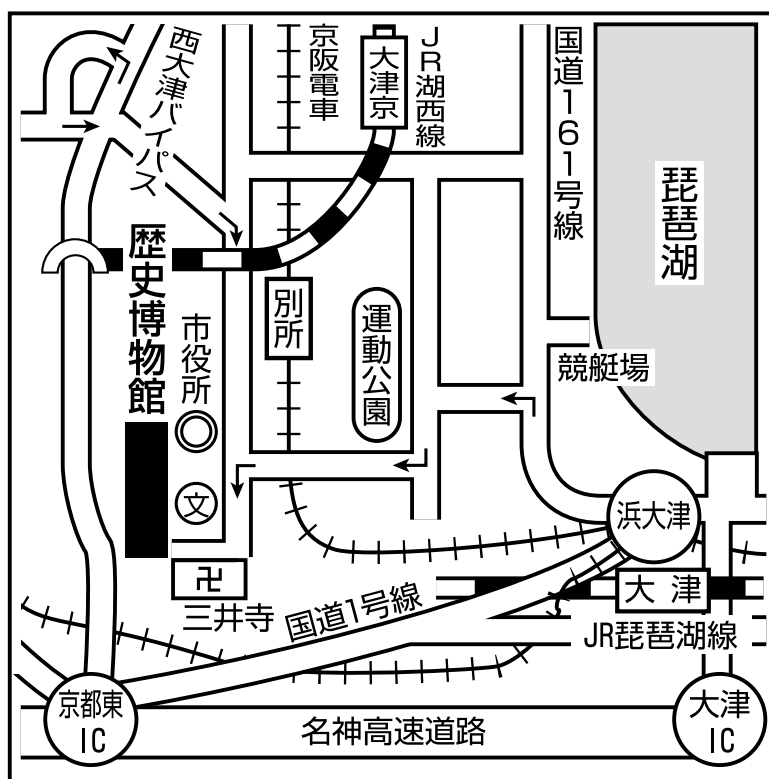 西大津バイパス
京阪電車
大津京
JR湖西線
国道161号線
琵琶湖
歴史博物館
市役所
別所
運動公園
競艇場
文
浜大津
卍
三井寺
国道1号線
大津
JR琵琶湖線
京都東
IC
名神高速道路
大津
IC